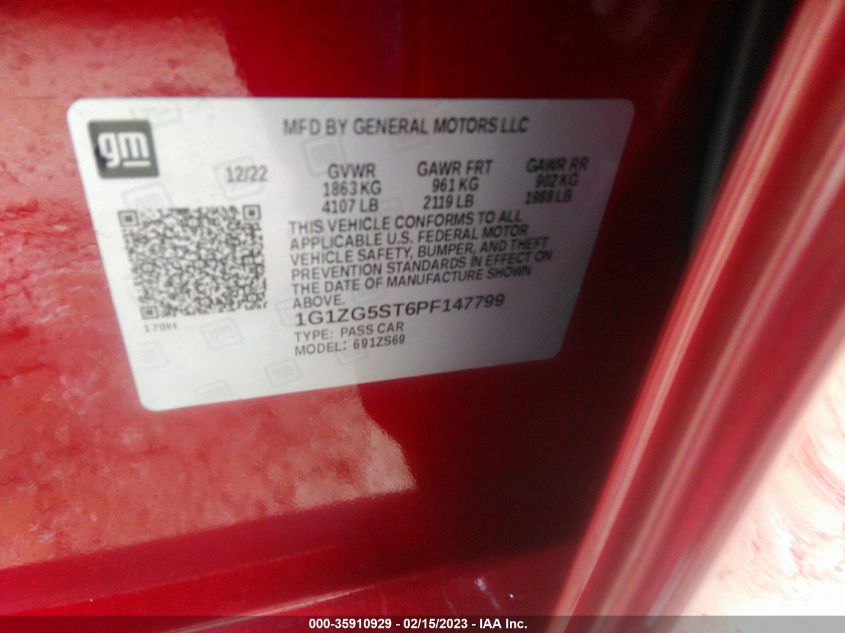 gm
MFD BY GENERAL MOTORS LLC
12/22 GVWR GAWR FRT GAWR RR
1863 KG 961 KG 902 KG
4107 LB 2119 LB 1988 LB
THIS VEHICLE CONFORMS TO ALL
APPLICABLE U.S. FEDERAL MOTOR
VEHICLE SAFETY, BUMPER, AND THEFT
PREVENTION STANDARDS IN EFFECT ON
THE DATE OF MANUFACTURE SHOWN
ABOVE.
1G1ZG5ST6PF147799
TYPE: PASS CAR
MODEL: 691ZS69
000-35910929 - 02/15/2023 - IAA Inc.